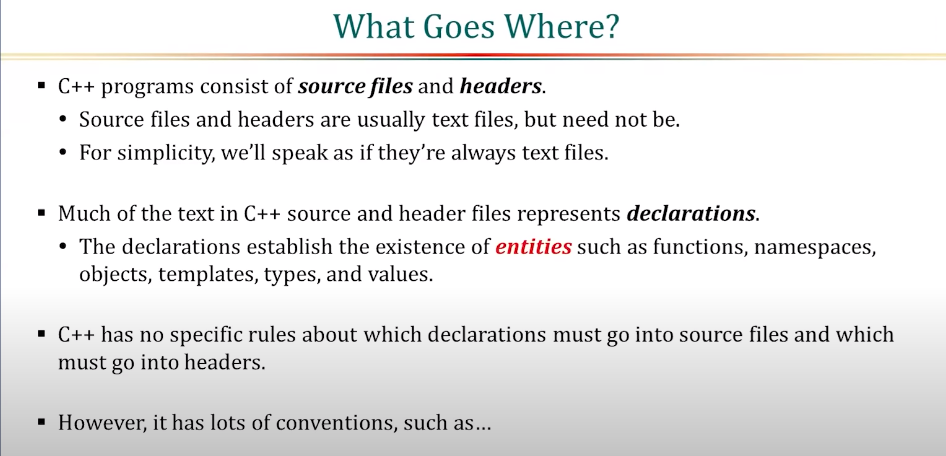 What Goes Where?
▪ C++ programs consist of source files and headers.
• Source files and headers are usually text files, but need not be.
• For simplicity, we’ll speak as if they’re always text files.
▪ Much of the text in C++ source and header files represents declarations.
• The declarations establish the existence of entities such as functions, namespaces,
objects, templates, types, and values.
▪ C++ has no specific rules about which declarations must go into source files and which
must go into headers.
▪ However, it has lots of conventions, such as…